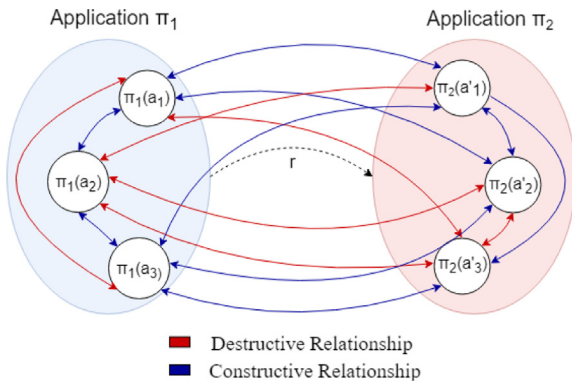 Application π₁ Application π₂
π₁(a₁) π₂(a'₁)
π₁(a₂) r π₂(a'₂)
π₁(a₃) π₂(a'₃)
Destructive Relationship
Constructive Relationship